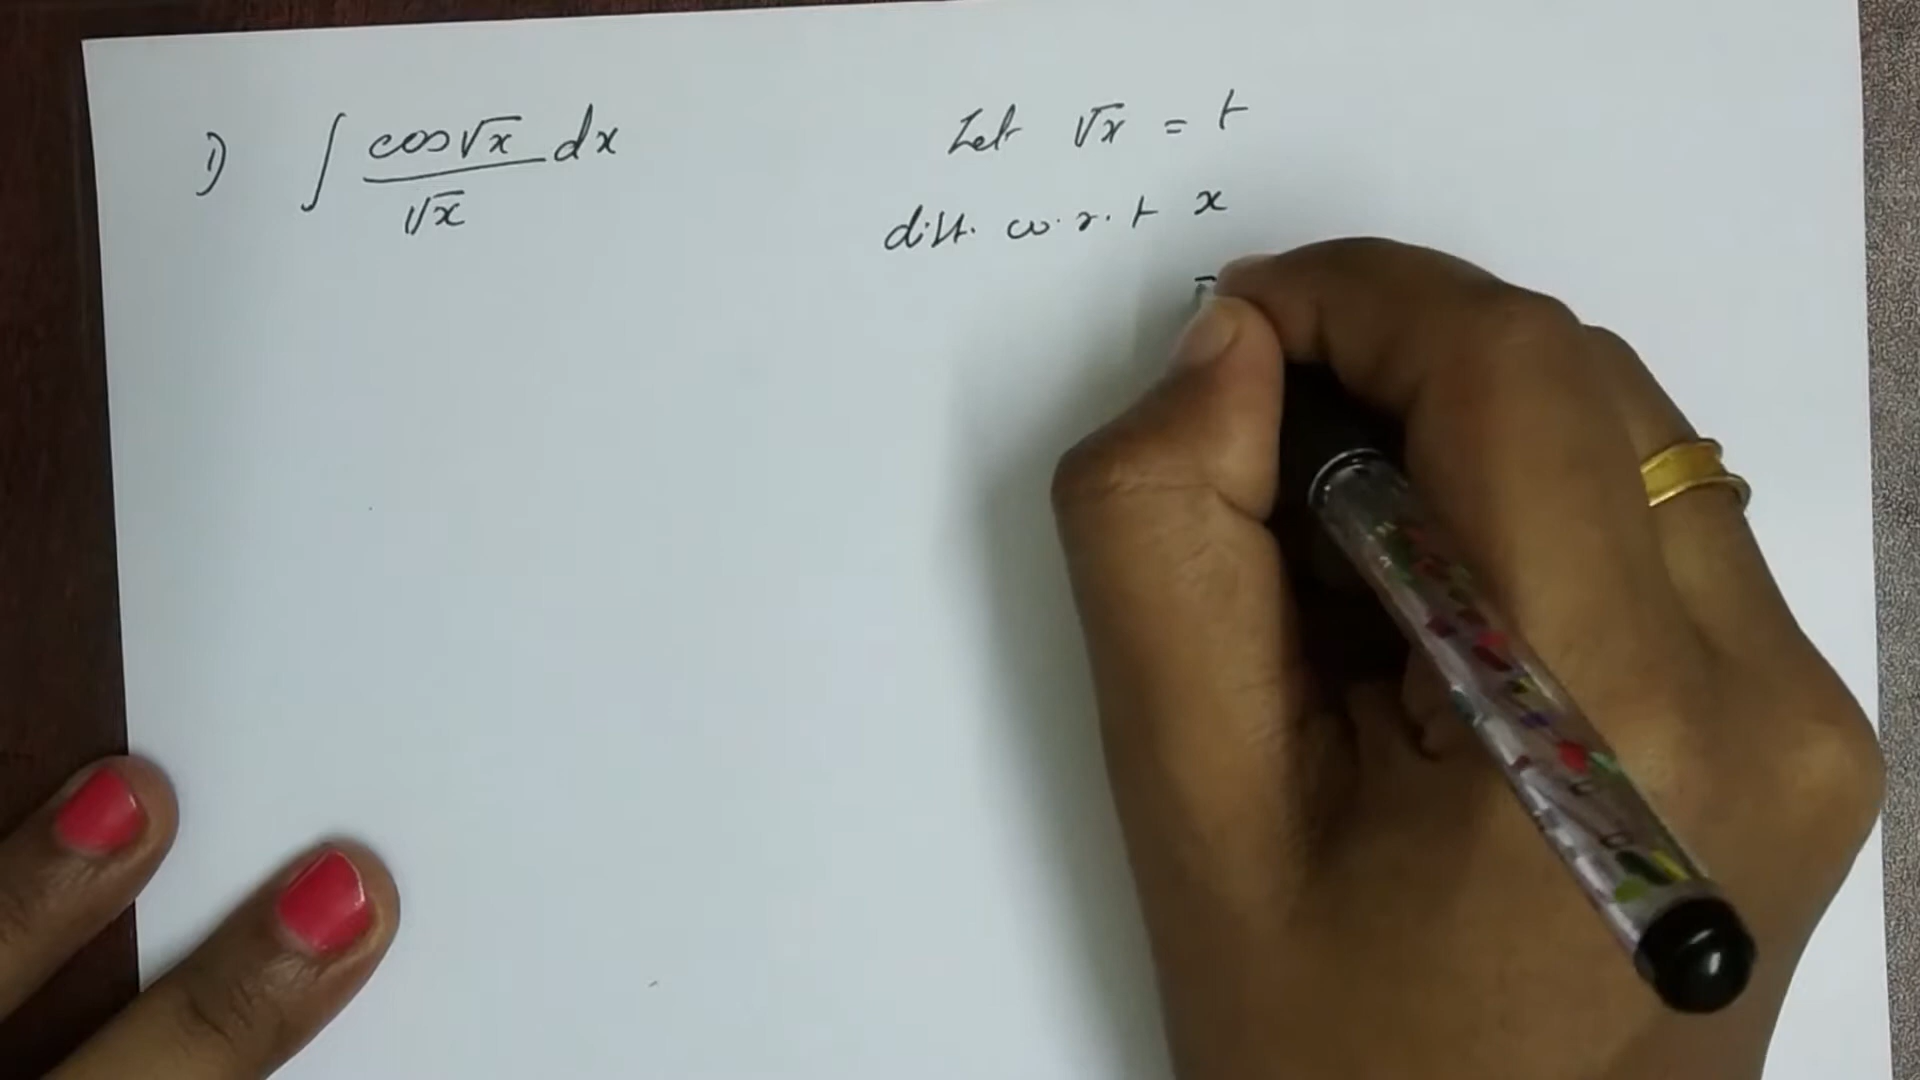 1) ∫ cos√x / √x dx
Let √x = t
diff. w.r.t x